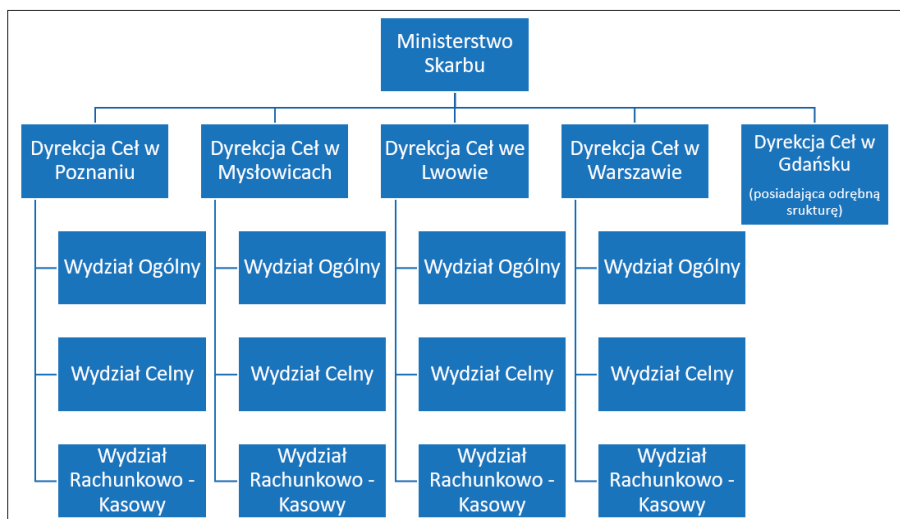 Ministerstwo
Skarbu
Dyrekcja Ceł w
Poznaniu
Dyrekcja Ceł w
Mysłowicach
Dyrekcja Ceł we
Lwowie
Dyrekcja Ceł w
Warszawie
Dyrekcja Ceł w
Gdańsku
(posiadająca odrębną
srukturę)
Wydział Ogólny
Wydział Ogólny
Wydział Ogólny
Wydział Ogólny
Wydział Celny
Wydział Celny
Wydział Celny
Wydział Celny
Wydział
Rachunkowo -
Kasowy
Wydział
Rachunkowo -
Kasowy
Wydział
Rachunkowo -
Kasowy
Wydział
Rachunkowo -
Kasowy